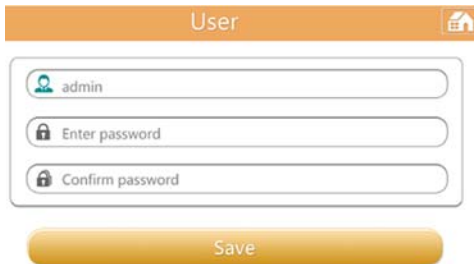 User
admin
Enter password
Confirm password
Save